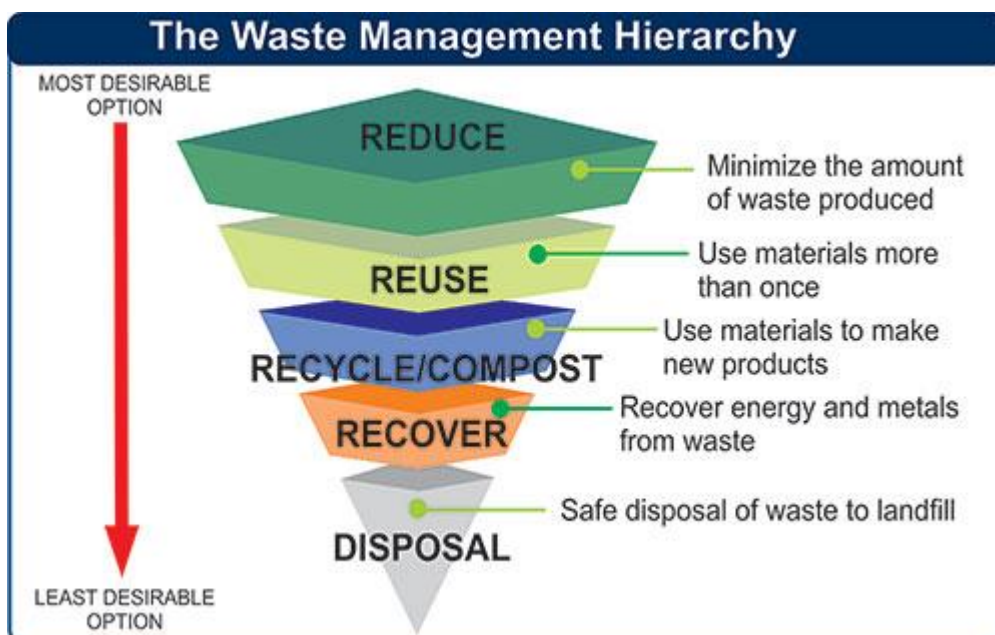 The Waste Management Hierarchy
MOST DESIRABLE
OPTION
REDUCE
Minimize the amount
of waste produced
REUSE
Use materials more
than once
RECYCLE/COMPOST
Use materials to make
new products
RECOVER
Recover energy and metals
from waste
DISPOSAL
Safe disposal of waste to landfill
LEAST DESIRABLE
OPTION